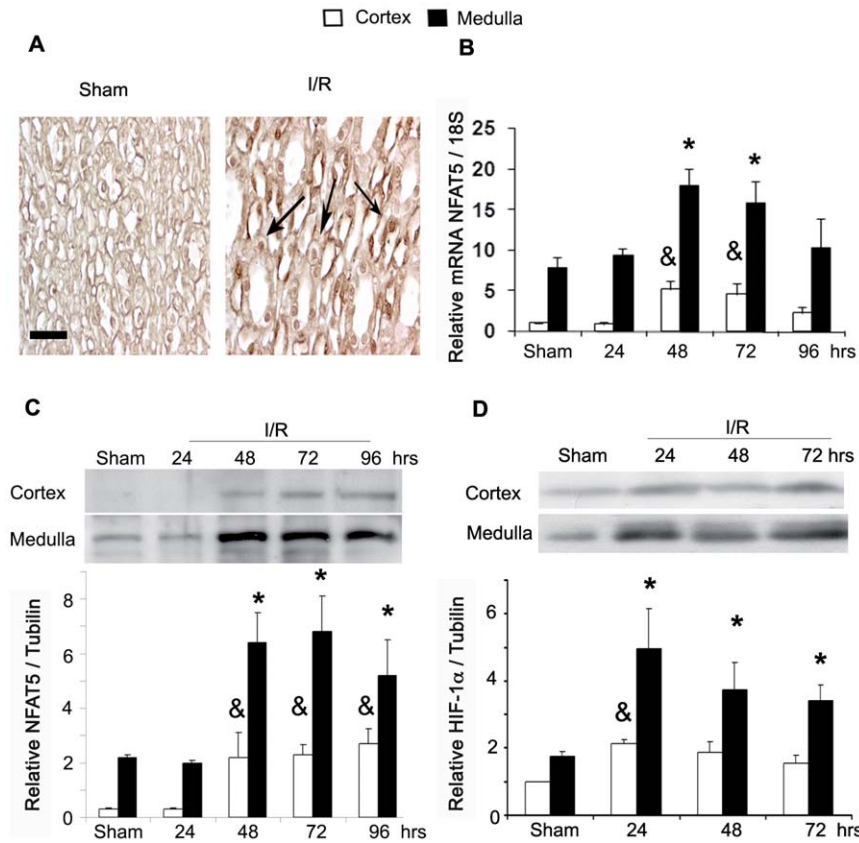 Cortex Medulla
A
Sham
I/R
B
Relative mRNA NFAT5 / 18S
25
20
15
10
5
0
*
*
&
&
Sham 24 48 72 96 hrs
C
I/R
Sham 24 48 72 96 hrs
Cortex
Medulla
Relative NFAT5 / Tubilin
8
6
4
2
0
*
*
*
&
&
&
Sham 24 48 72 96 hrs
D
I/R
Sham 24 48 72 hrs
Cortex
Medulla
Relative HIF-1α / Tubilin
6
4
2
0
*
*
*
&
Sham 24 48 72 hrs